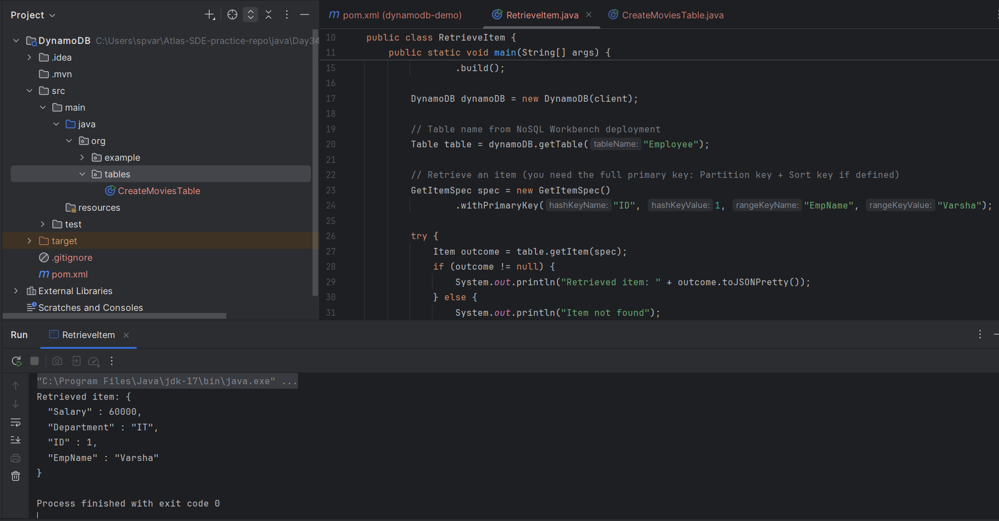 Project
DynamoDB C:\Users\spvar\Atlas-SDE-practice-repo\java\Day34
.idea
.mvn
src
main
java
org
example
tables
CreateMoviesTable
resources
test
target
.gitignore
pom.xml
External Libraries
Scratches and Consoles
pom.xml (dynamodb-demo) RetrieveItem.java CreateMoviesTable.java
10 public class RetrieveItem {
11 public static void main(String[] args) {
15 .build();
16
17 DynamoDB dynamoDB = new DynamoDB(client);
18
19 // Table name from NoSQL Workbench deployment
20 Table table = dynamoDB.getTable( tableName: "Employee");
21
22 // Retrieve an item (you need the full primary key: Partition key + Sort key if defined)
23 GetItemSpec spec = new GetItemSpec()
24 .withPrimaryKey( hashKeyName: "ID", hashKeyValue: 1, rangeKeyName: "EmpName", rangeKeyValue: "Varsha");
25
26 try {
27 Item outcome = table.getItem(spec);
28 if (outcome != null) {
29 System.out.println("Retrieved item: " + outcome.toJSONPretty());
30 } else {
31 System.out.println("Item not found");
Run RetrieveItem
"C:\Program Files\Java\jdk-17\bin\java.exe" ...
Retrieved item: {
"Salary" : 60000,
"Department" : "IT",
"ID" : 1,
"EmpName" : "Varsha"
}
Process finished with exit code 0